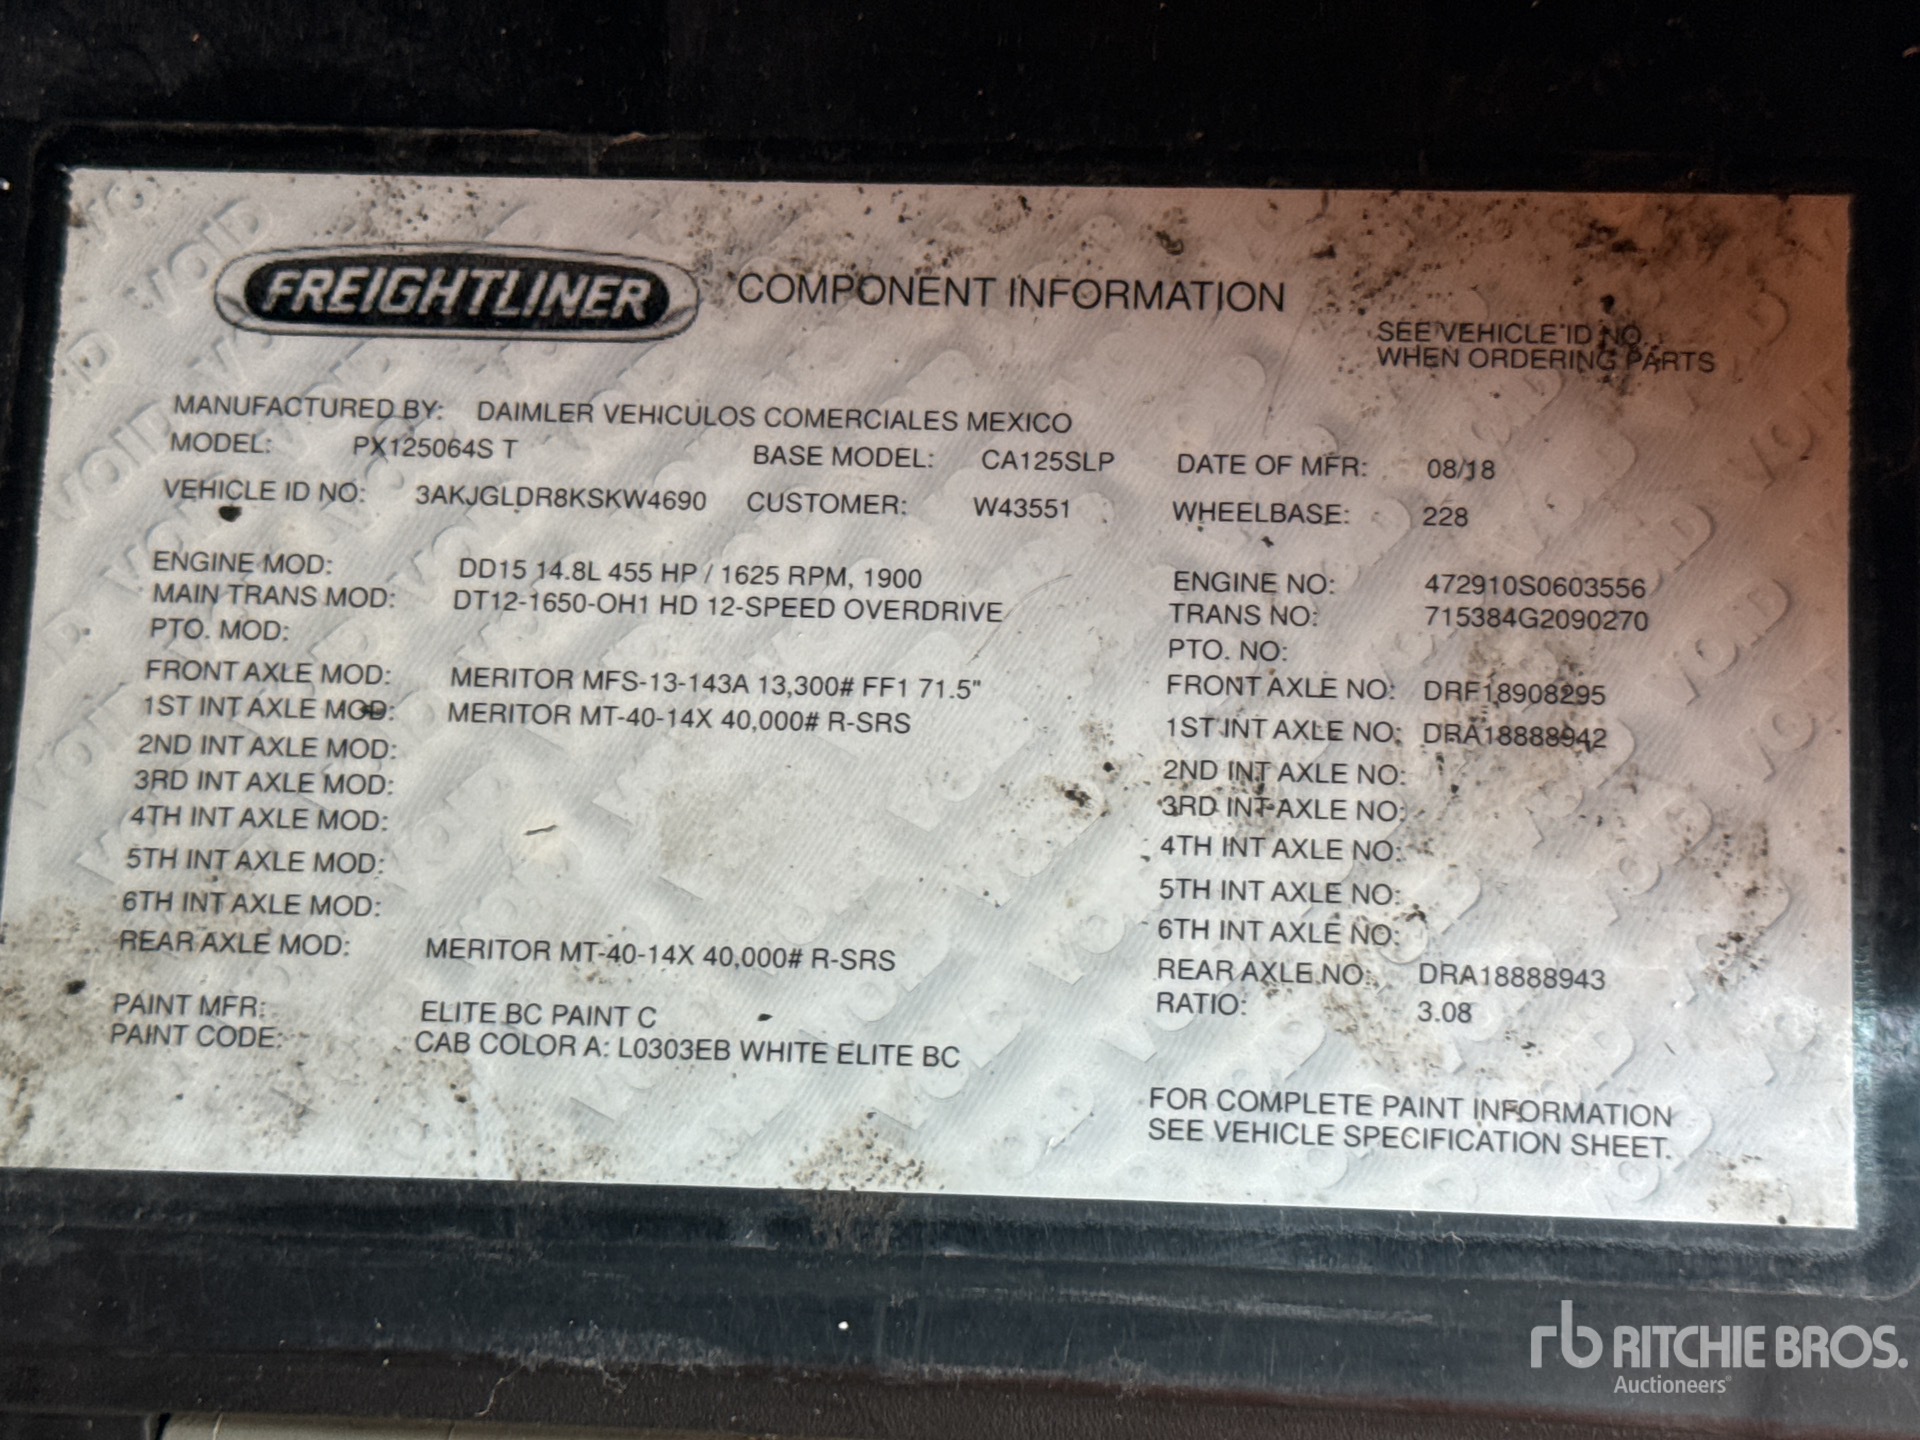 FREIGHTLINER COMPONENT INFORMATION
SEE VEHICLE ID NO.
WHEN ORDERING PARTS
MANUFACTURED BY: DAIMLER VEHICULOS COMERCIALES MEXICO
MODEL: PX125064S T BASE MODEL: CA125SLP DATE OF MFR: 08/18
VEHICLE ID NO: 3AKJGLDR8KSKW4690 CUSTOMER: W43551 WHEELBASE: 228
ENGINE MOD: DD15 14.8L 455 HP / 1625 RPM, 1900 ENGINE NO: 472910S0603556
MAIN TRANS MOD: DT12-1650-OH1 HD 12-SPEED OVERDRIVE TRANS NO: 715384G2090270
PTO. MOD: PTO. NO:
FRONT AXLE MOD: MERITOR MFS-13-143A 13,300# FF1 71.5" FRONT AXLE NO: DRF18908295
1ST INT AXLE MOD: MERITOR MT-40-14X 40,000# R-SRS 1ST INT AXLE NO: DRA18888942
2ND INT AXLE MOD: 2ND INT AXLE NO:
3RD INT AXLE MOD: 3RD INT AXLE NO:
4TH INT AXLE MOD: 4TH INT AXLE NO:
5TH INT AXLE MOD: 5TH INT AXLE NO:
6TH INT AXLE MOD: 6TH INT AXLE NO:
REAR AXLE MOD: MERITOR MT-40-14X 40,000# R-SRS REAR AXLE NO: DRA18888943
RATIO: 3.08
PAINT MFR: ELITE BC PAINT C
PAINT CODE: CAB COLOR A: L0303EB WHITE ELITE BC
FOR COMPLETE PAINT INFORMATION
SEE VEHICLE SPECIFICATION SHEET.
rb RITCHIE BROS.
Auctioneers